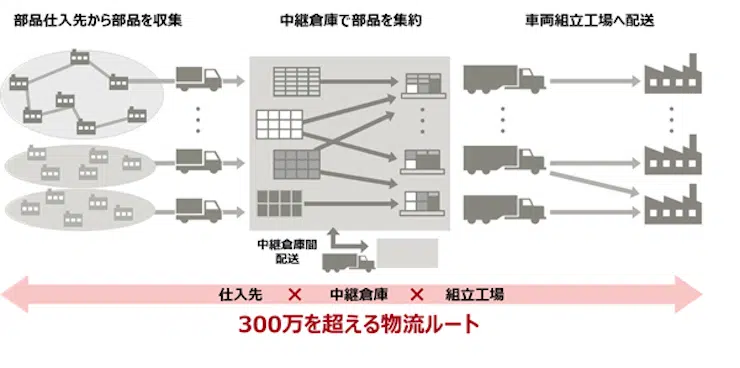 部品仕入先から部品を収集
中継倉庫で部品を集約
車両組立工場へ配送
中継倉庫間
配送
仕入先 × 中継倉庫 × 組立工場
300万を超える物流ルート